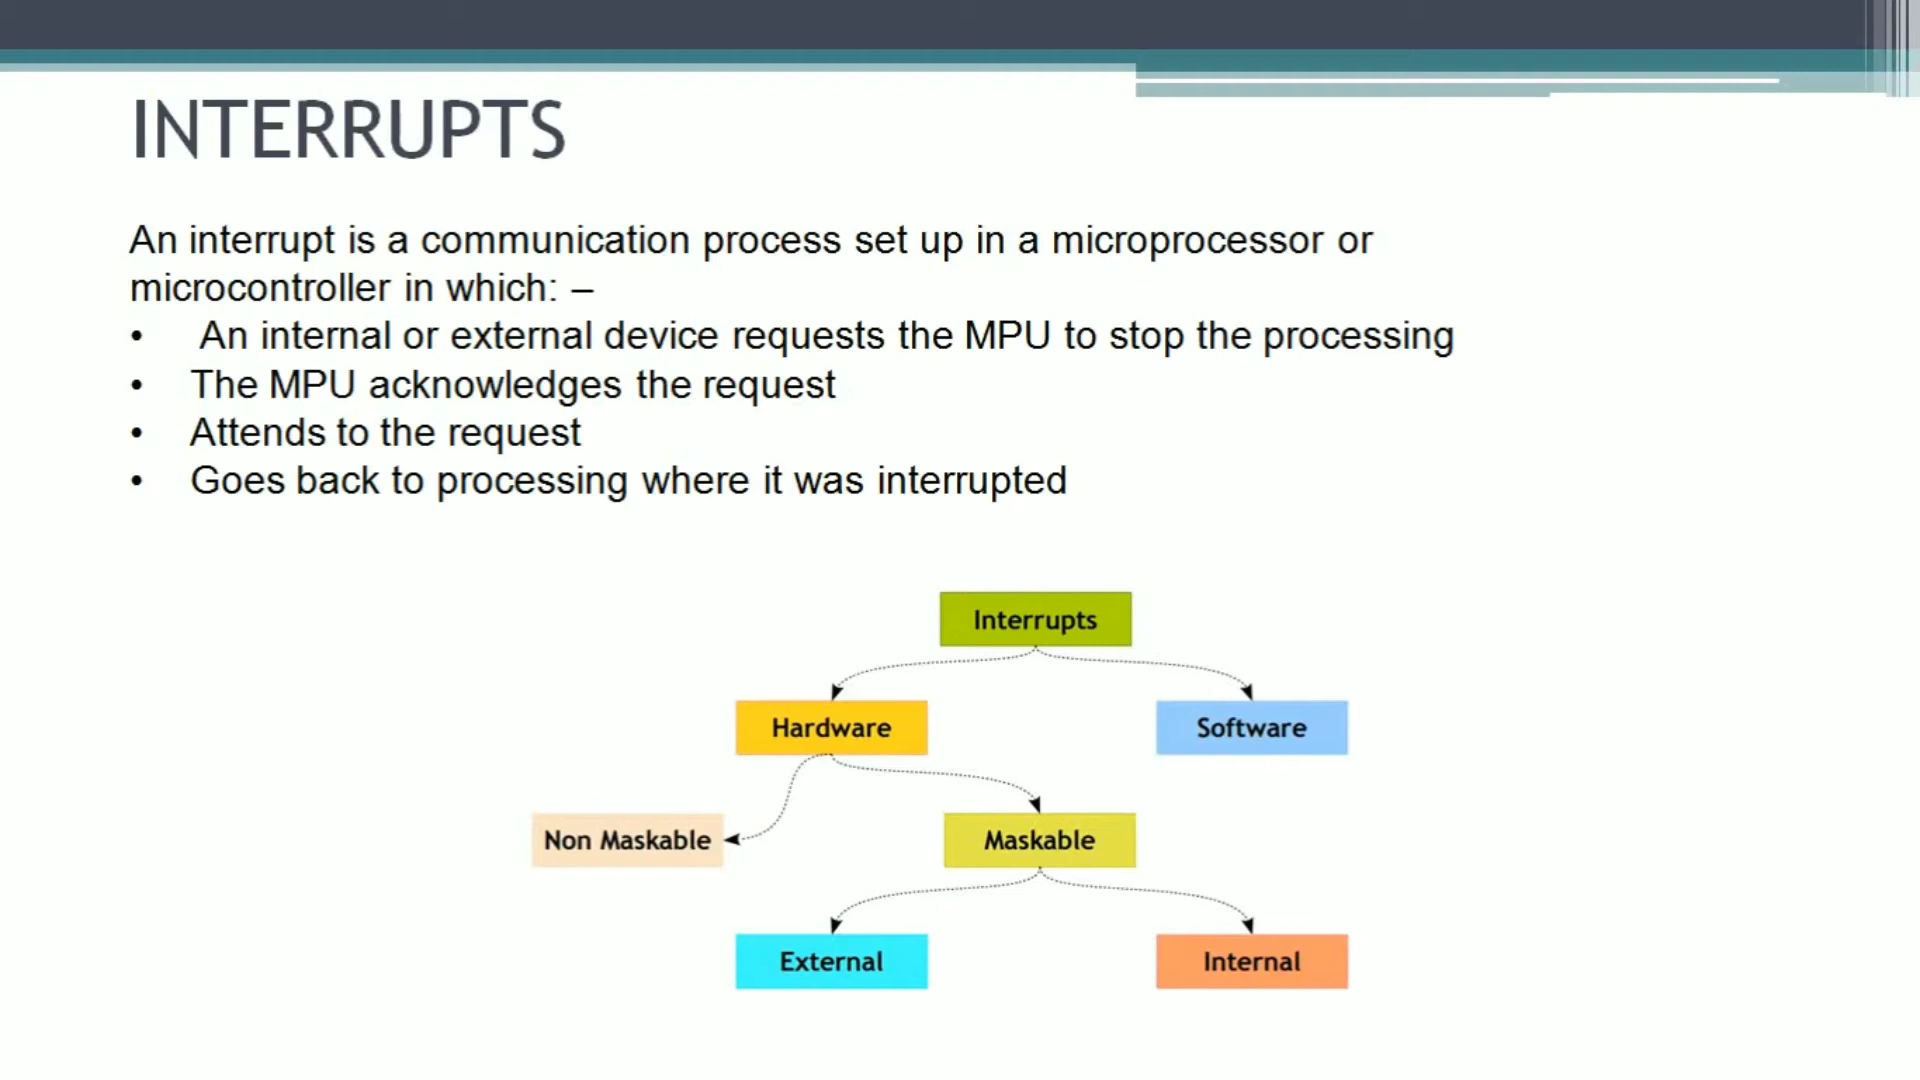 INTERRUPTS
An interrupt is a communication process set up in a microprocessor or
microcontroller in which: –
• An internal or external device requests the MPU to stop the processing
• The MPU acknowledges the request
• Attends to the request
• Goes back to processing where it was interrupted
Interrupts
Hardware Software
Non Maskable Maskable
External Internal